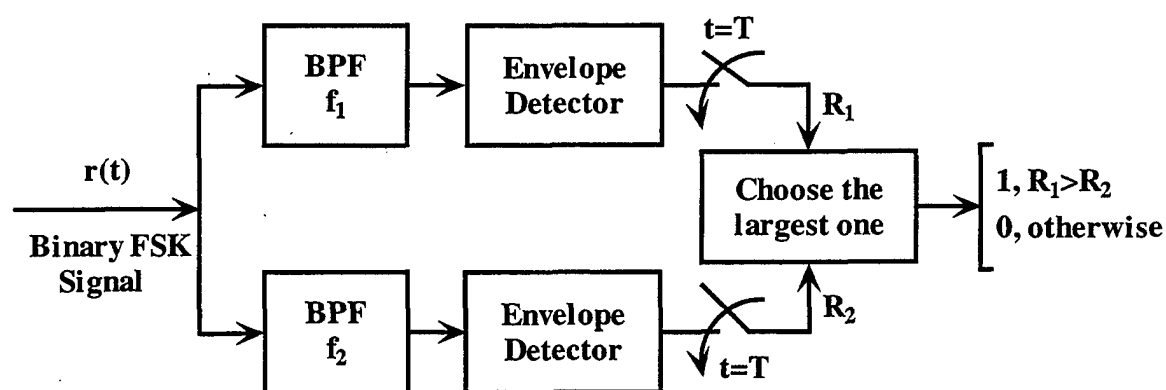 t=T
BPF
f₁
Envelope
Detector
R₁
r(t)
Binary FSK
Signal
Choose the
largest one
1, R₁>R₂
0, otherwise
BPF
f₂
Envelope
Detector
R₂
t=T